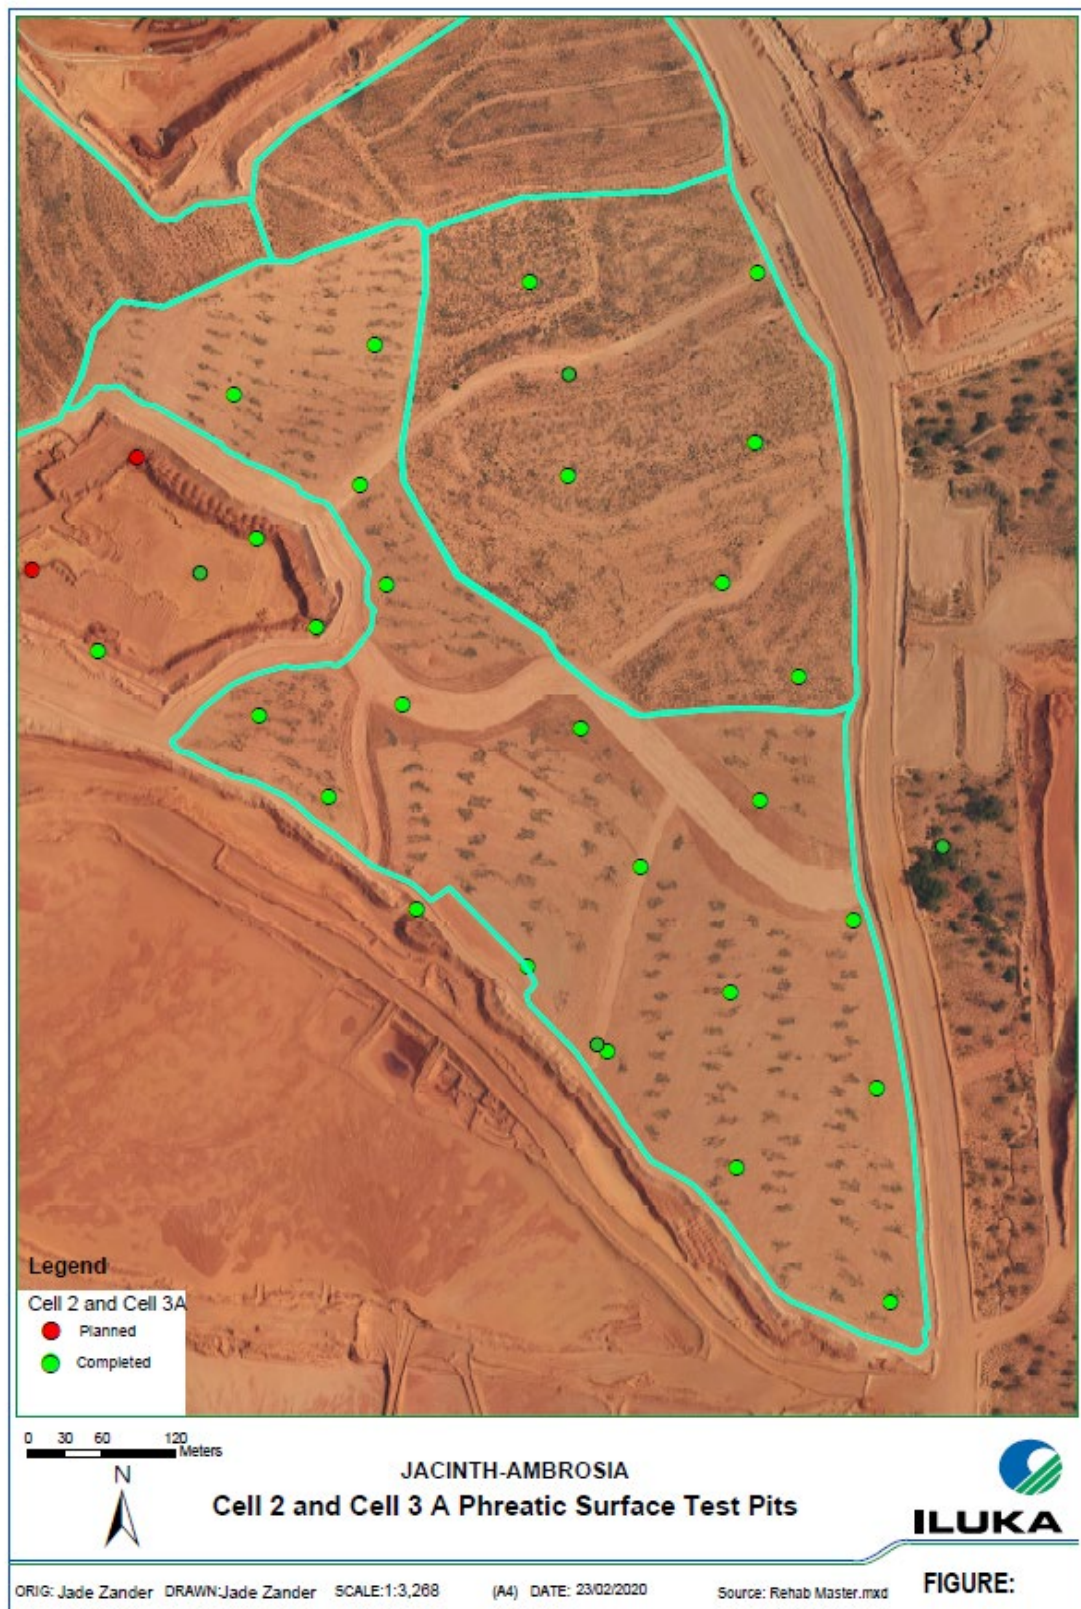 Legend
Cell 2 and Cell 3A
Planned
Completed
0 30 60 120
Meters
N
JACINTH-AMBROSIA
Cell 2 and Cell 3 A Phreatic Surface Test Pits
ILUKA
ORIG: Jade Zander DRAWN:Jade Zander SCALE:1:3,268 (A4) DATE: 23/02/2020 Source: Rehab Master.mxd FIGURE: